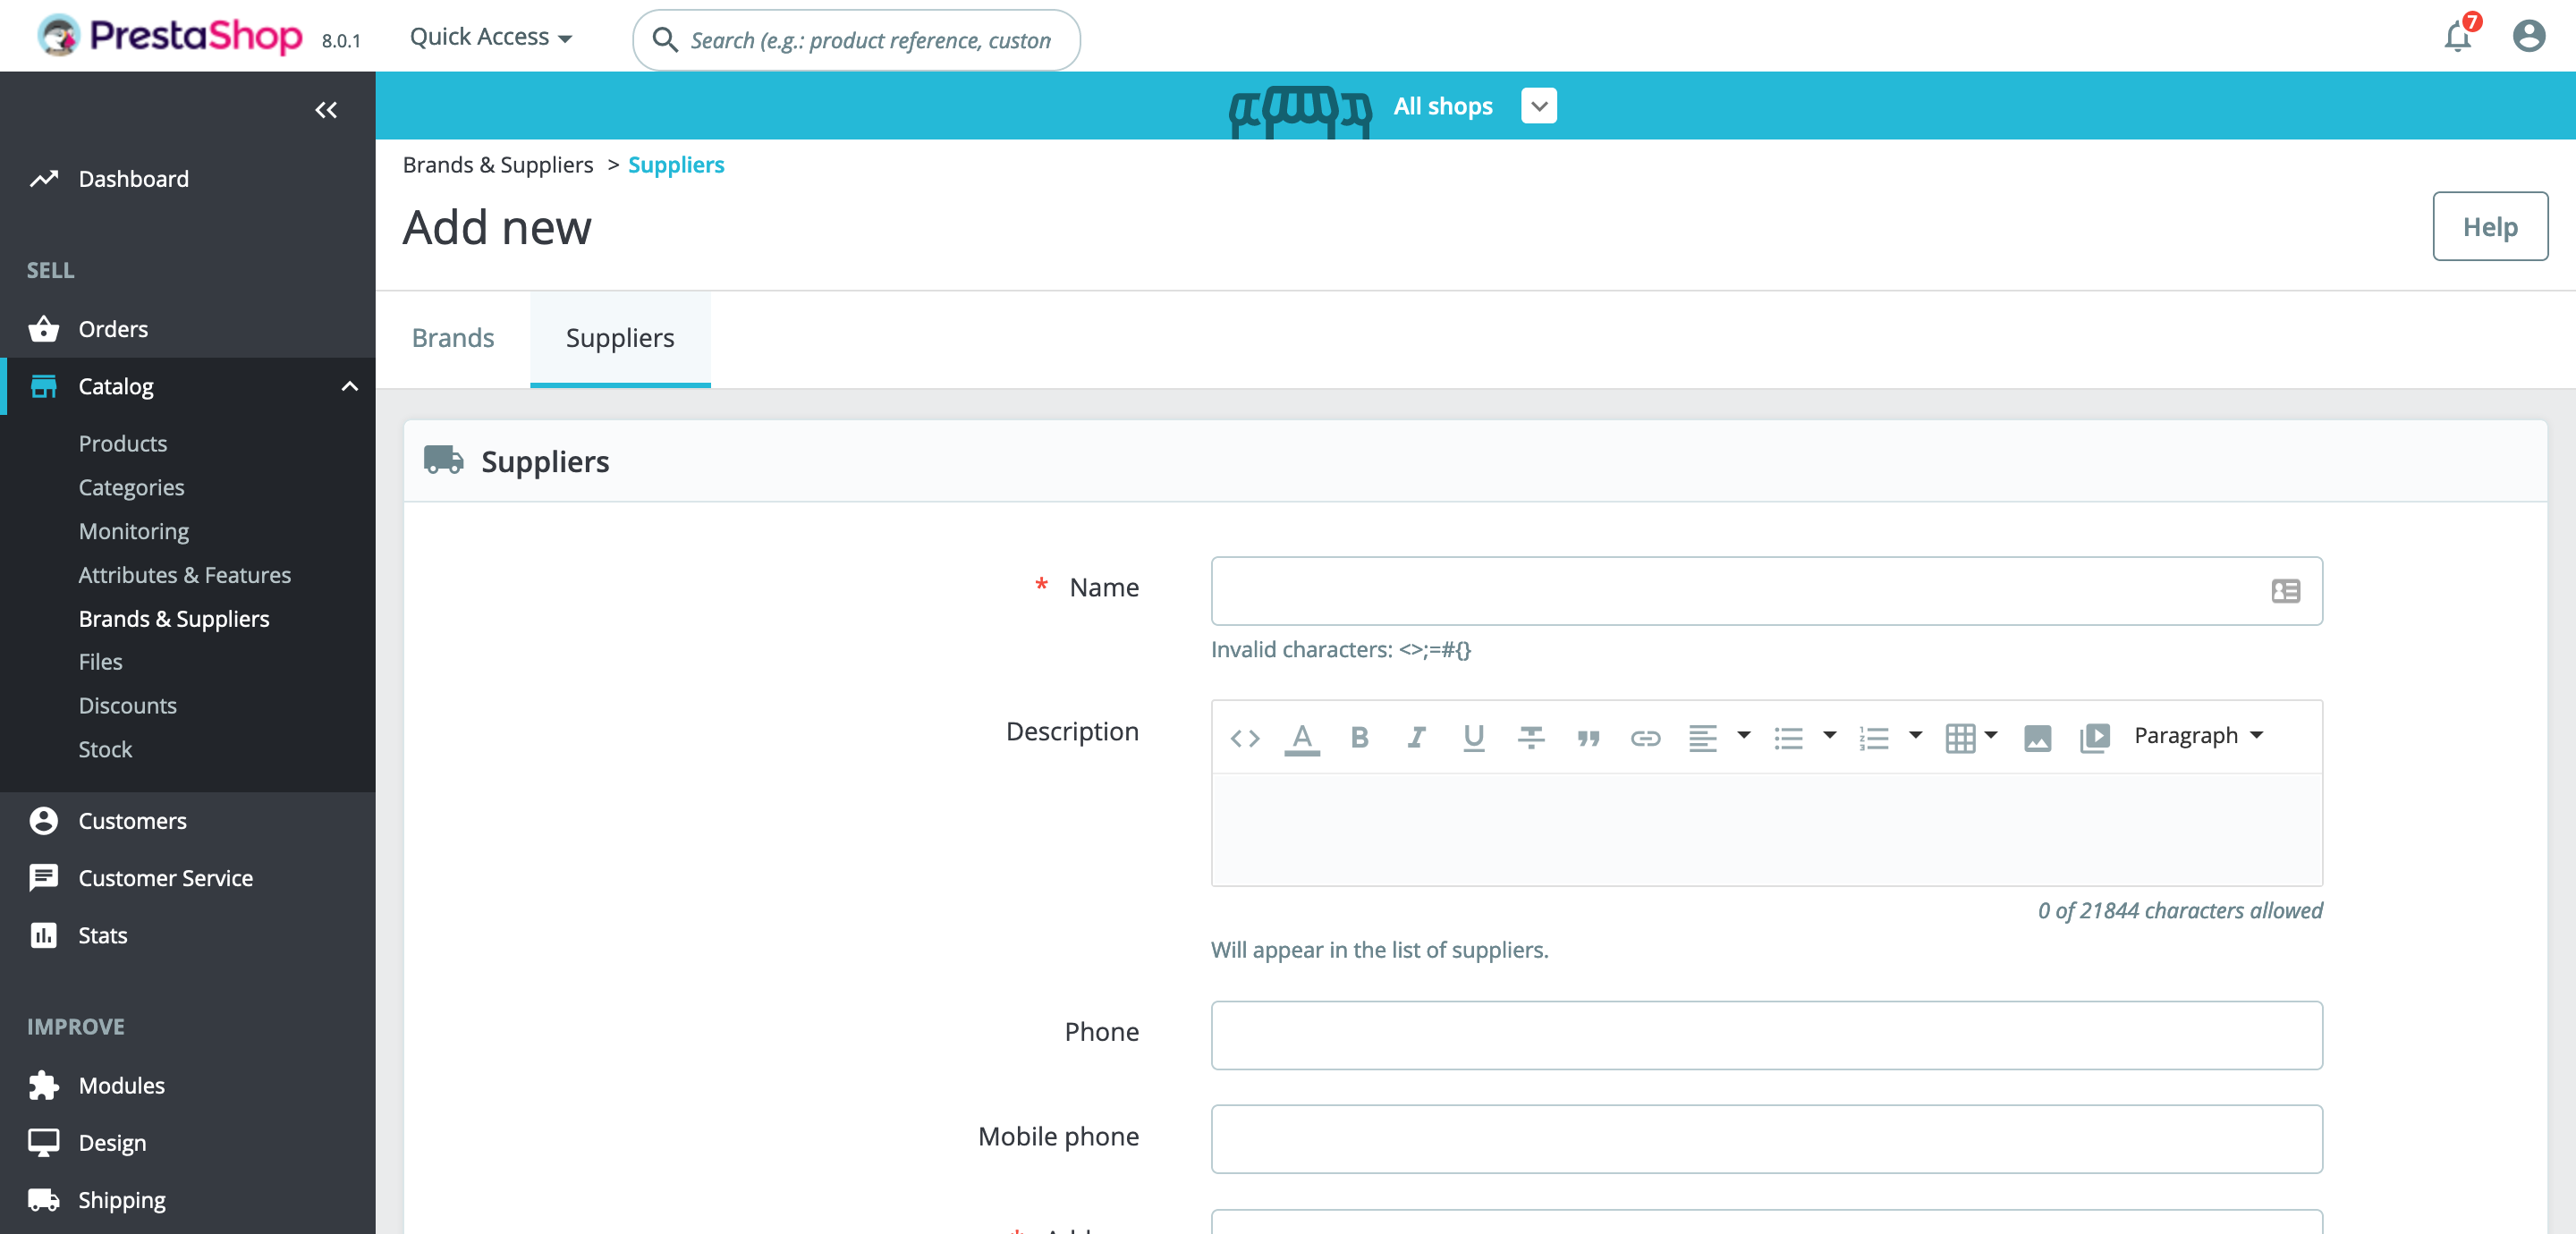 PrestaShop 8.0.1 Quick Access Search (e.g.: product reference, custon 7
All shops
Brands & Suppliers > Suppliers
Add new
Help
Brands Suppliers
Dashboard
SELL
Orders
Catalog
Products
Categories
Monitoring
Attributes & Features
Brands & Suppliers
Files
Discounts
Stock
Customers
Customer Service
Stats
IMPROVE
Modules
Design
Shipping
Suppliers
* Name
Invalid characters: <>;=#{}
Description
Paragraph
0 of 21844 characters allowed
Will appear in the list of suppliers.
Phone
Mobile phone